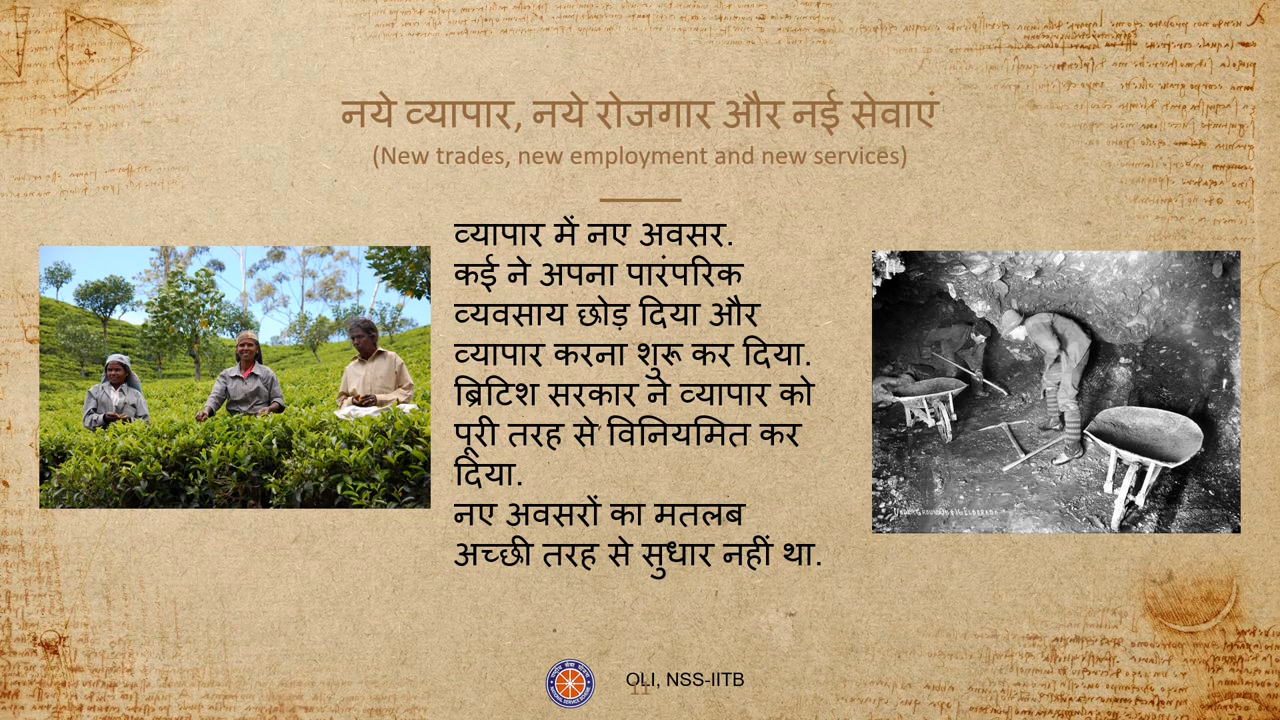 नये व्यापार, नये रोजगार और नई सेवाएं
(New trades, new employment and new services)
व्यापार में नए अवसर.
कई ने अपना पारंपरिक
व्यवसाय छोड़ दिया और
व्यापार करना शुरू कर दिया.
ब्रिटिश सरकार ने व्यापार को
पूरी तरह से विनियमित कर
दिया.
नए अवसरों का मतलब
अच्छी तरह से सुधार नहीं था.
OLI, NSS-IITB
11